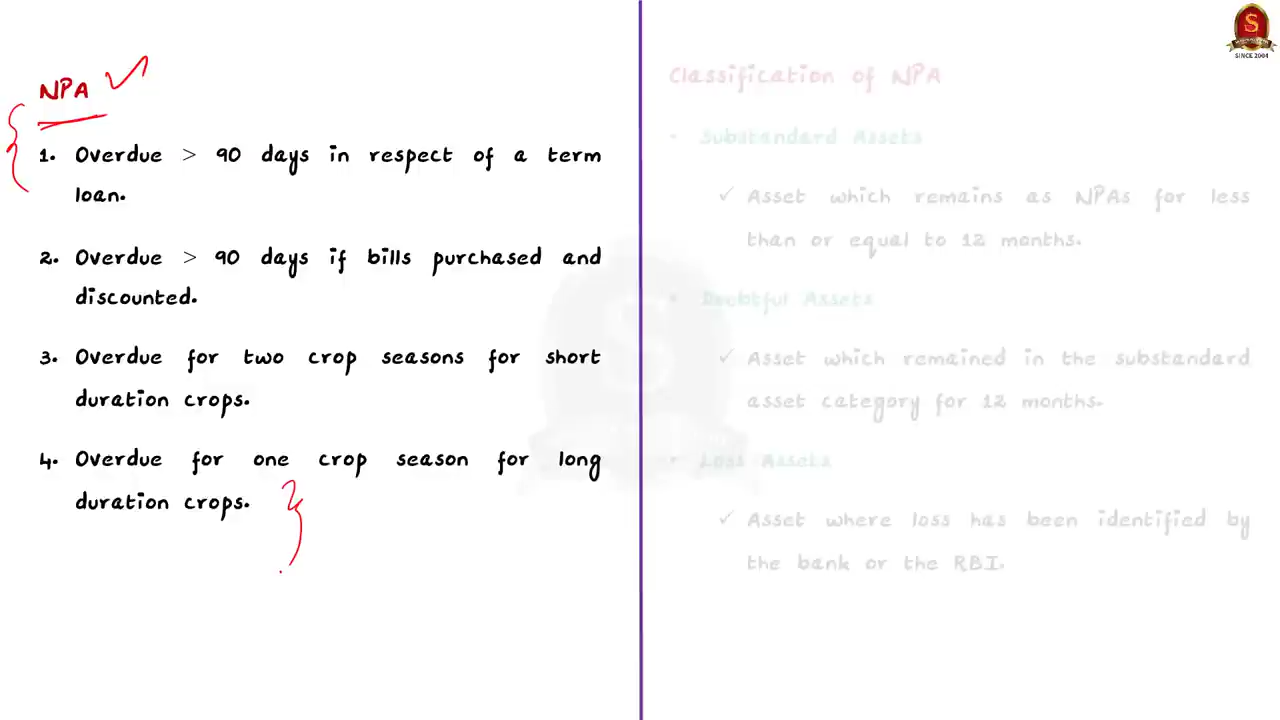 NPA
1. Overdue > 90 days in respect of a term
loan.
2. Overdue > 90 days if bills purchased and
discounted.
3. Overdue for two crop seasons for short
duration crops.
4. Overdue for one crop season for long
duration crops.
Classification of NPA
• Substandard Assets
✓ Asset which remains as NPAs for less
than or equal to 12 months.
• Doubtful Assets
✓ Asset which remained in the substandard
asset category for 12 months.
• Loss Assets
✓ Asset where loss has been identified by
the bank or the RBI.
S
SINCE 2004